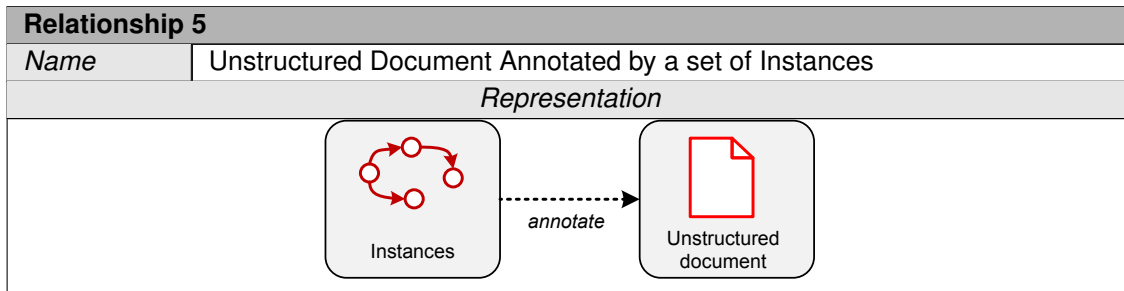 Relationship 5
Name Unstructured Document Annotated by a set of Instances
Representation
Instances
annotate
Unstructured
document